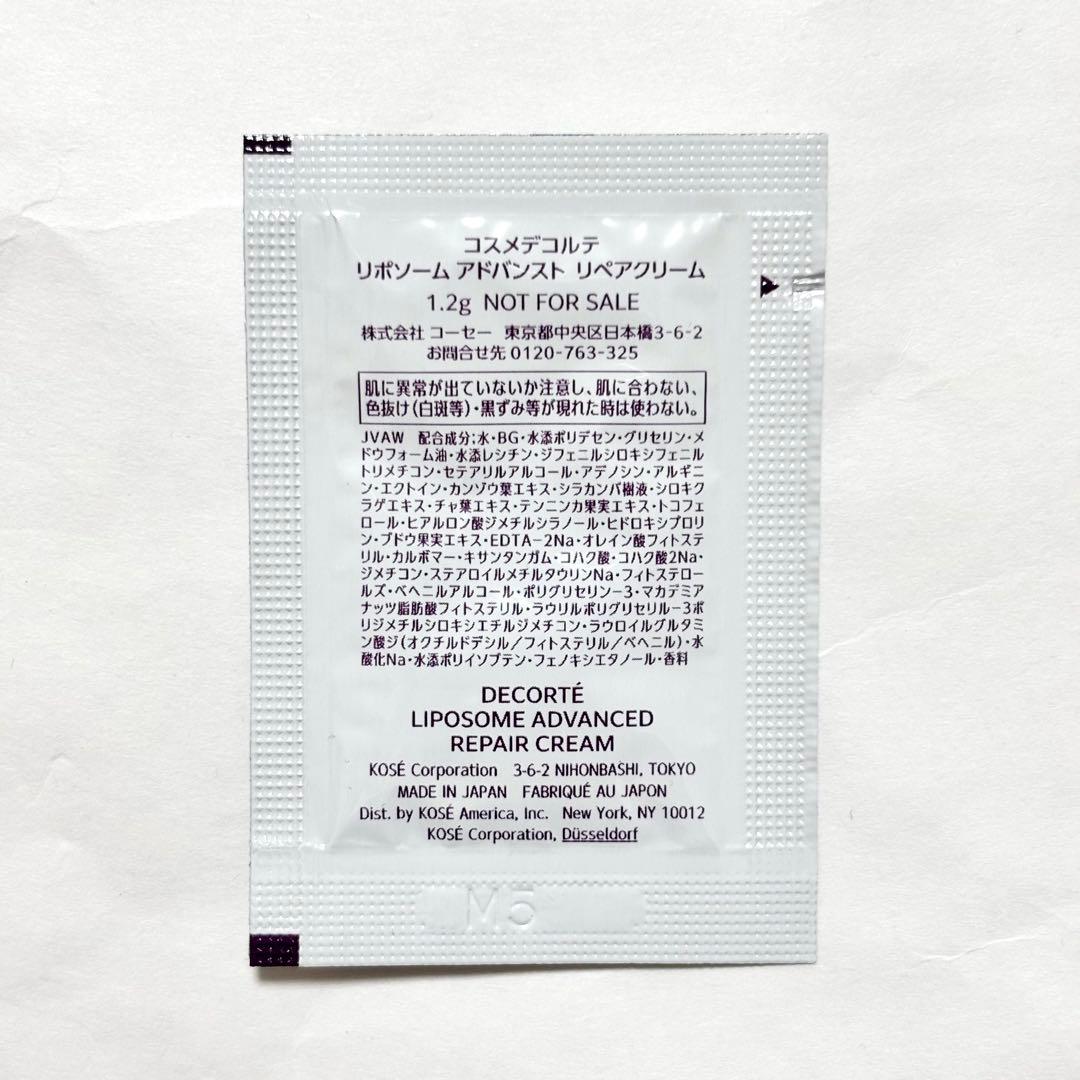 コスメデコルテ
リポソーム アドバンスト リペアクリーム
1.2g NOT FOR SALE
株式会社 コーセー 東京都中央区日本橋3-6-2
お問合せ先 0120-763-325
肌に異常が出ていないか注意し、肌に合わない、
色抜け（白斑等）・黒ずみ等が現れた時は使わない。
JVAW 配合成分;水・BG・水添ポリデセン・グリセリン・メ
ドウフォーム油・水添レシチン・ジフェニルシロキシフェニル
トリメチコン・セテアリルアルコール・アデノシン・アルギニ
ン・エクトイン・カンゾウ葉エキス・シラカンバ樹液・シロキク
ラゲエキス・チャ葉エキス・テンニンカ果実エキス・トコフェ
ロール・ヒアルロン酸ジメチルシラノール・ヒドロキシプロリ
ン・ブドウ果実エキス・EDTA-2Na・オレイン酸フィトステ
リル・カルボマー・キサンタンガム・コハク酸・コハク酸2Na・
ジメチコン・ステアロイルメチルタウリンNa・フィトステロー
ルズ・ベヘニルアルコール・ポリグリセリン-3・マカデミア
ナッツ脂肪酸フィトステリル・ラウリルポリグリセリル-3ポ
リジメチルシロキシエチルジメチコン・ラウロイルグルタミ
ン酸ジ(オクチルドデシル/フィトステリル/ベヘニル)・水
酸化Na・水添ポリイソブテン・フェノキシエタノール・香料
DECORTÉ
LIPOSOME ADVANCED
REPAIR CREAM
KOSÉ Corporation 3-6-2 NIHONBASHI, TOKYO
MADE IN JAPAN FABRIQUÉ AU JAPON
Dist. by KOSÉ America, Inc. New York, NY 10012
KOSÉ Corporation, Düsseldorf
M5